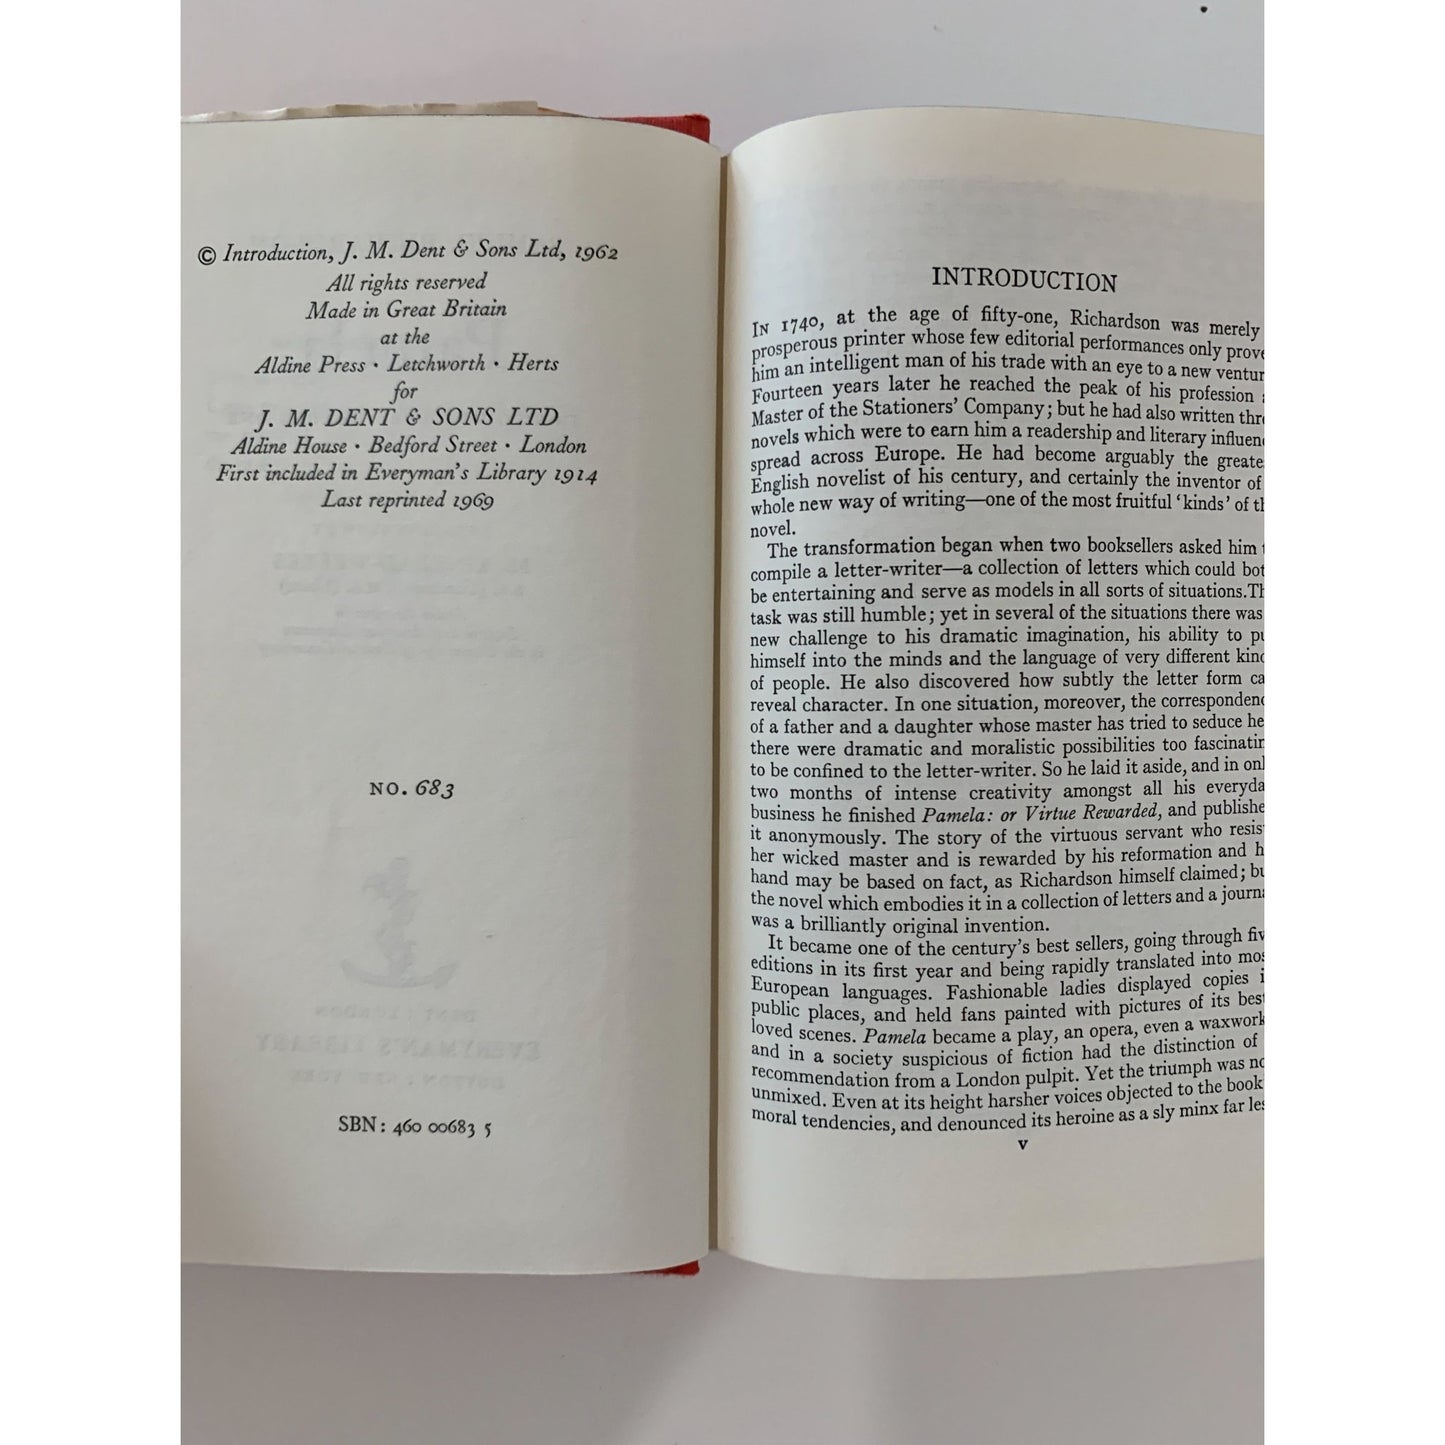 © Introduction, J. M. Dent & Sons Ltd, 1962
All rights reserved
Made in Great Britain
at the
Aldine Press · Letchworth · Herts
for
J. M. DENT & SONS LTD
Aldine House · Bedford Street · London
First included in Everyman's Library 1914
Last reprinted 1969
NO. 683
SBN: 460 00683 5
INTRODUCTION
IN 1740, at the age of fifty-one, Richardson was merely
prosperous printer whose few editorial performances only prove
him an intelligent man of his trade with an eye to a new ventur
Fourteen years later he reached the peak of his profession
Master of the Stationers' Company; but he had also written thr
novels which were to earn him a readership and literary influen
spread across Europe. He had become arguably the greate
English novelist of his century, and certainly the inventor of
whole new way of writing—one of the most fruitful 'kinds' of th
novel.
The transformation began when two booksellers asked him
compile a letter-writer—a collection of letters which could bot
be entertaining and serve as models in all sorts of situations. Th
task was still humble; yet in several of the situations there was
new challenge to his dramatic imagination, his ability to pu
himself into the minds and the language of very different kind
of people. He also discovered how subtly the letter form ca
reveal character. In one situation, moreover, the correspondenc
of a father and a daughter whose master has tried to seduce he
there were dramatic and moralistic possibilities too fascinatin
to be confined to the letter-writer. So he laid it aside, and in onl
two months of intense creativity amongst all his everyda
business he finished Pamela: or Virtue Rewarded, and publishe
it anonymously. The story of the virtuous servant who resis
her wicked master and is rewarded by his reformation and h
hand may be based on fact, as Richardson himself claimed; bu
the novel which embodies it in a collection of letters and a journa
was a brilliantly original invention.
It became one of the century's best sellers, going through fiv
editions in its first year and being rapidly translated into mos
European languages. Fashionable ladies displayed copies i
public places, and held fans painted with pictures of its best
loved scenes. Pamela became a play, an opera, even a waxwork
and in a society suspicious of fiction had the distinction of
recommendation from a London pulpit. Yet the triumph was no
unmixed. Even at its height harsher voices objected to the book'
moral tendencies, and denounced its heroine as a sly minx far les
v